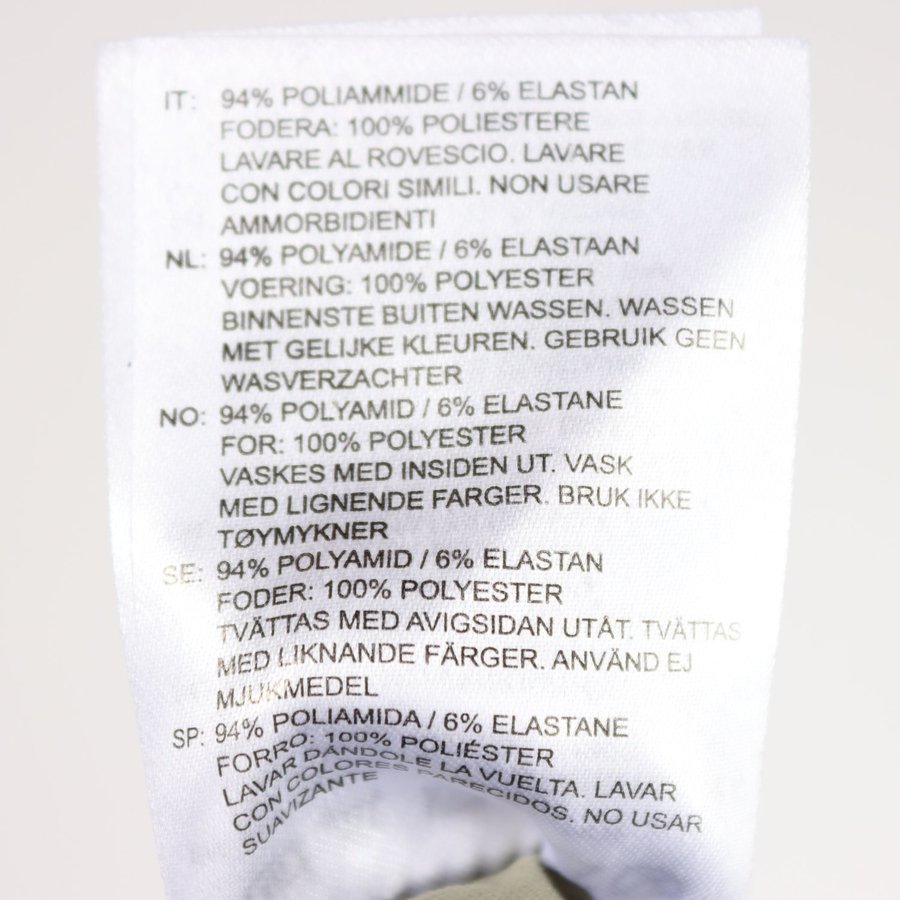 IT: 94% POLIAMMIDE / 6% ELASTAN
FODERA: 100% POLIESTERE
LAVARE AL ROVESCIO. LAVARE
CON COLORI SIMILI. NON USARE
AMMORBIDIENTI
NL: 94% POLYAMIDE / 6% ELASTAAN
VOERING: 100% POLYESTER
BINNENSTE BUITEN WASSEN. WASSEN
MET GELIJKE KLEUREN. GEBRUIK GEEN
WASVERZACHTER
NO: 94% POLYAMID / 6% ELASTANE
FOR: 100% POLYESTER
VASKES MED INSIDEN UT. VASK
MED LIGNENDE FARGER. BRUK IKKE
TØYMYKNER
SE: 94% POLYAMID / 6% ELASTAN
FODER: 100% POLYESTER
TVÄTTAS MED AVIGSIDAN UTÅT. TVÄTTAS
MED LIKNANDE FÄRGER. ANVÄND EJ
MJUKMEDEL
SP: 94% POLIAMIDA / 6% ELASTANE
FORRO: 100% POLIÉSTER
LAVAR DÁNDOLE LA VUELTA. LAVAR
CON COLORES PARECIDOS. NO USAR
SUAVIZANTE